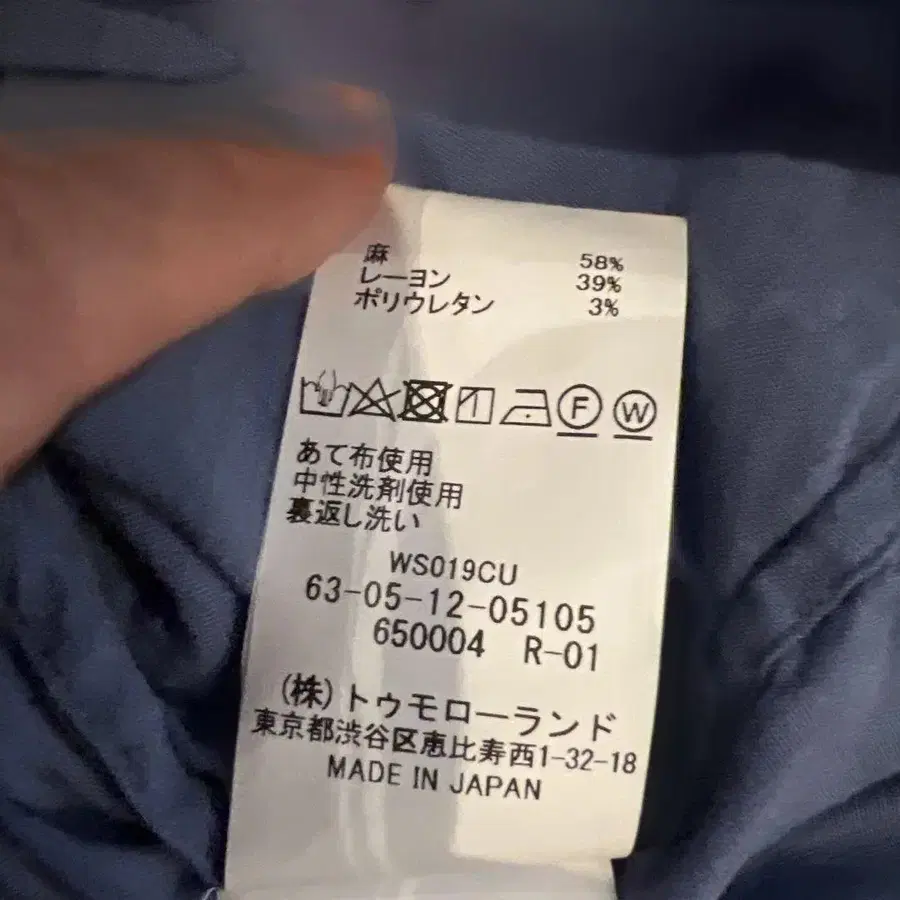 麻 58%
レーヨン 39%
ポリウレタン 3%
F W
あて布使用
中性洗剤使用
裏返し洗い
WS019CU
63-05-12-05105
650004 R-01
(株)トゥモローランド
東京都渋谷区恵比寿西1-32-18
MADE IN JAPAN